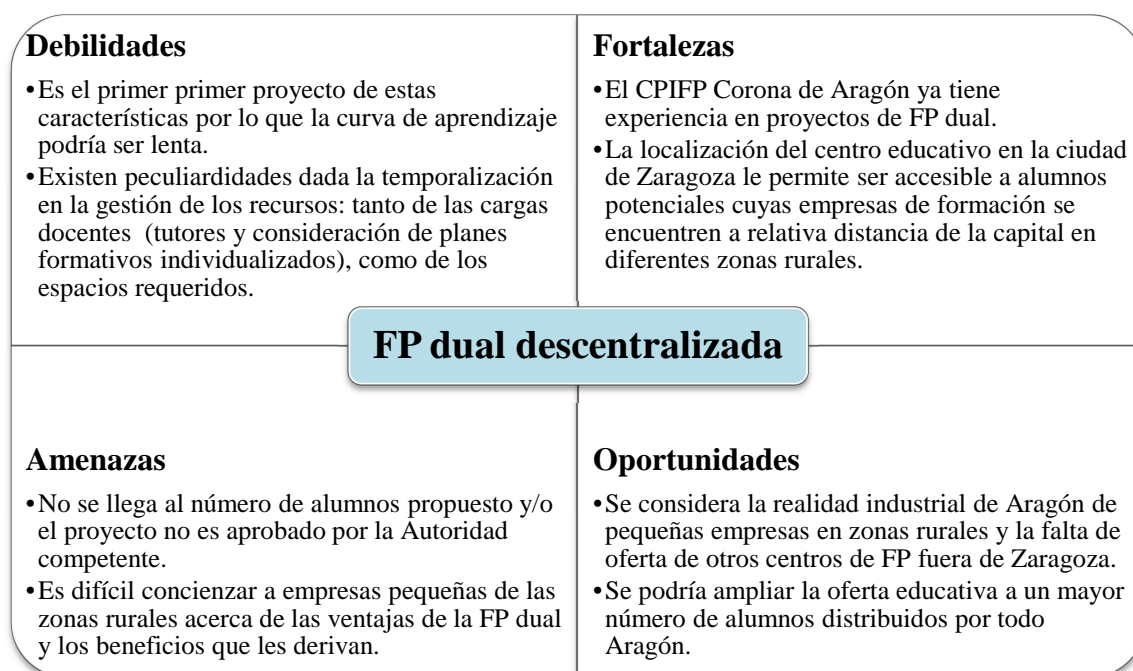 Debilidades
•Es el primer primer proyecto de estas
características por lo que la curva de aprendizaje
podría ser lenta.
•Existen peculiardidades dada la temporalización
en la gestión de los recursos: tanto de las cargas
docentes (tutores y consideración de planes
formativos individualizados), como de los
espacios requeridos.
Fortalezas
•El CPIFP Corona de Aragón ya tiene
experiencia en proyectos de FP dual.
•La localización del centro educativo en la ciudad
de Zaragoza le permite ser accesible a alumnos
potenciales cuyas empresas de formación se
encuentren a relativa distancia de la capital en
diferentes zonas rurales.
FP dual descentralizada
Amenazas
•No se llega al número de alumnos propuesto y/o
el proyecto no es aprobado por la Autoridad
competente.
•Es difícil concienzar a empresas pequeñas de las
zonas rurales acerca de las ventajas de la FP dual
y los beneficios que les derivan.
Oportunidades
•Se considera la realidad industrial de Aragón de
pequeñas empresas en zonas rurales y la falta de
oferta de otros centros de FP fuera de Zaragoza.
•Se podría ampliar la oferta educativa a un mayor
número de alumnos distribuidos por todo
Aragón.